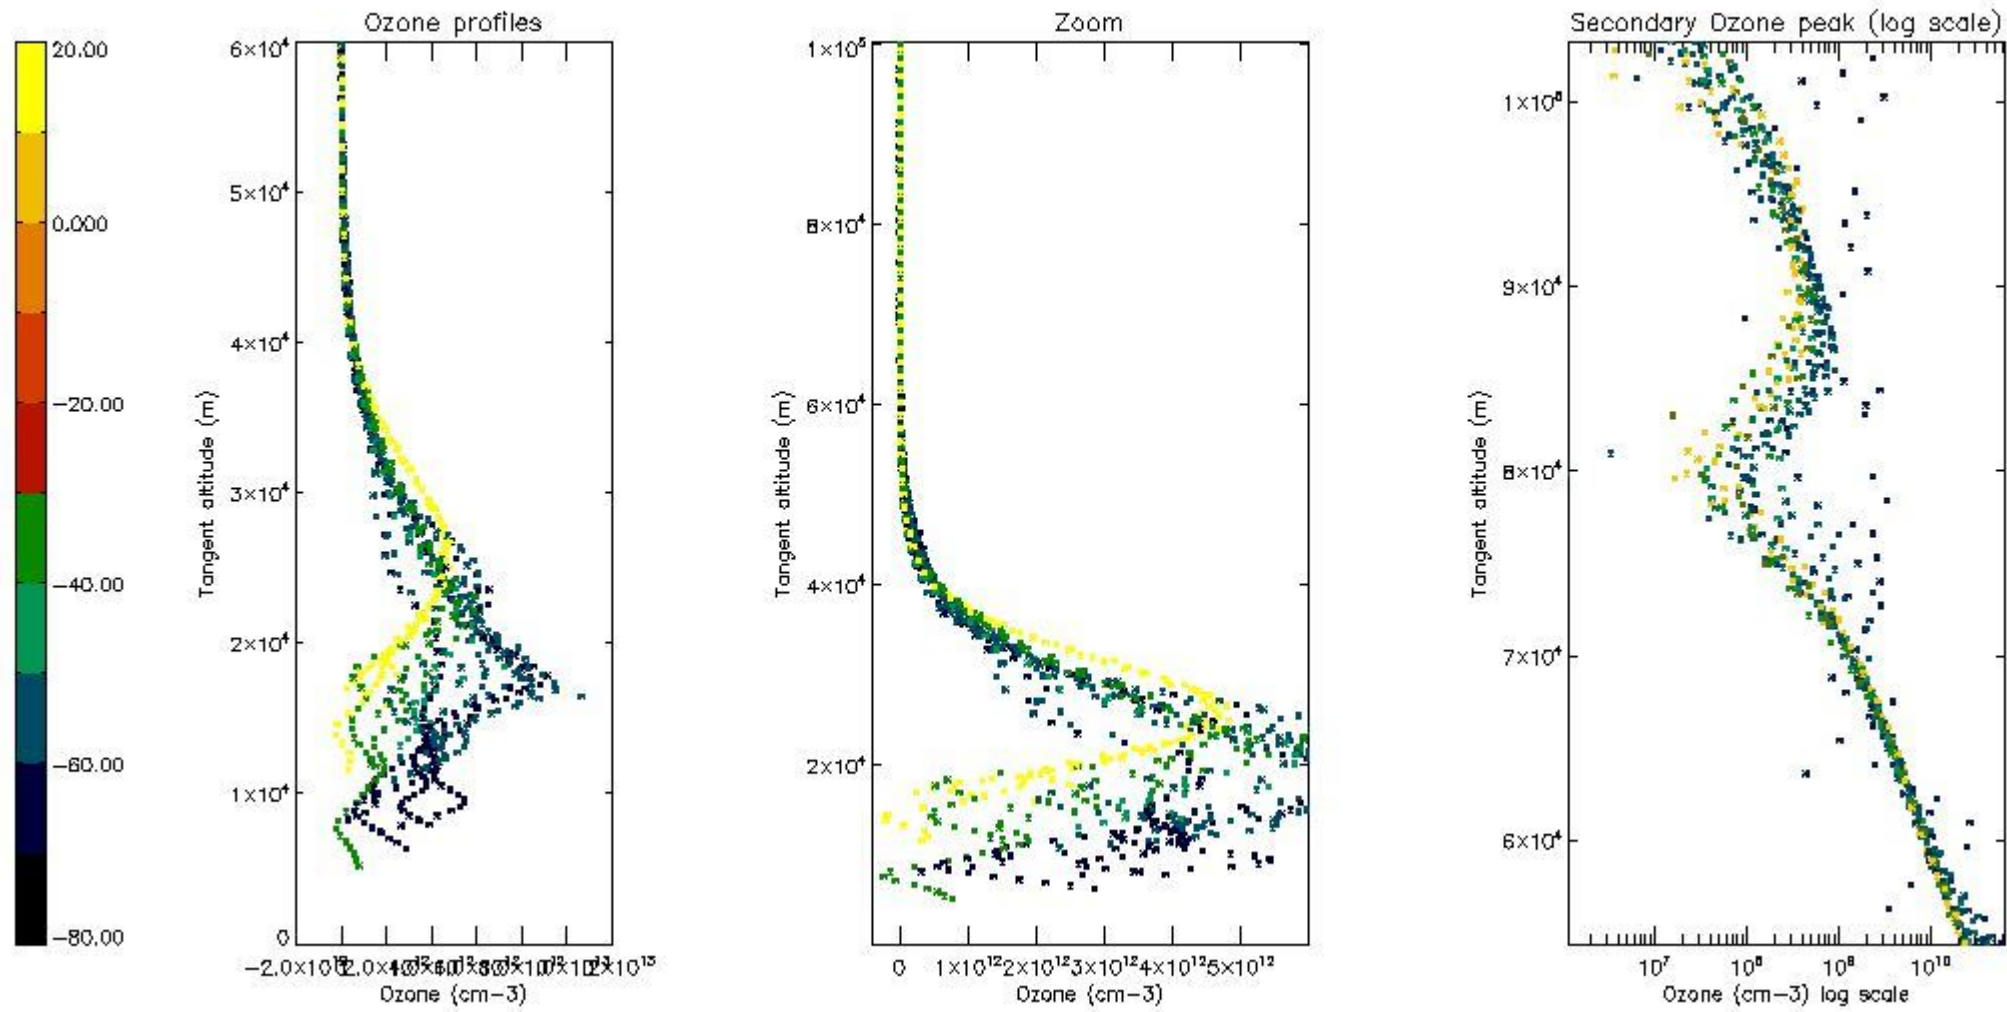 Ozone profiles
Zoom
Secondary Ozone peak (log scale)
20.00
0.000
−20.00
−40.00
−60.00
−80.00
6×10⁴
5×10⁴
4×10⁴
3×10⁴
2×10⁴
1×10⁴
0
Tangent altitude (m)
Ozone (cm−3)
1×10⁵
8×10⁴
6×10⁴
4×10⁴
2×10⁴
Tangent altitude (m)
0 1×10¹² 2×10¹² 3×10¹² 4×10¹² 5×10¹²
Ozone (cm−3)
1×10⁵
9×10⁴
8×10⁴
7×10⁴
6×10⁴
Tangent altitude (m)
10⁷ 10⁸ 10⁹ 10¹⁰
Ozone (cm−3) log scale